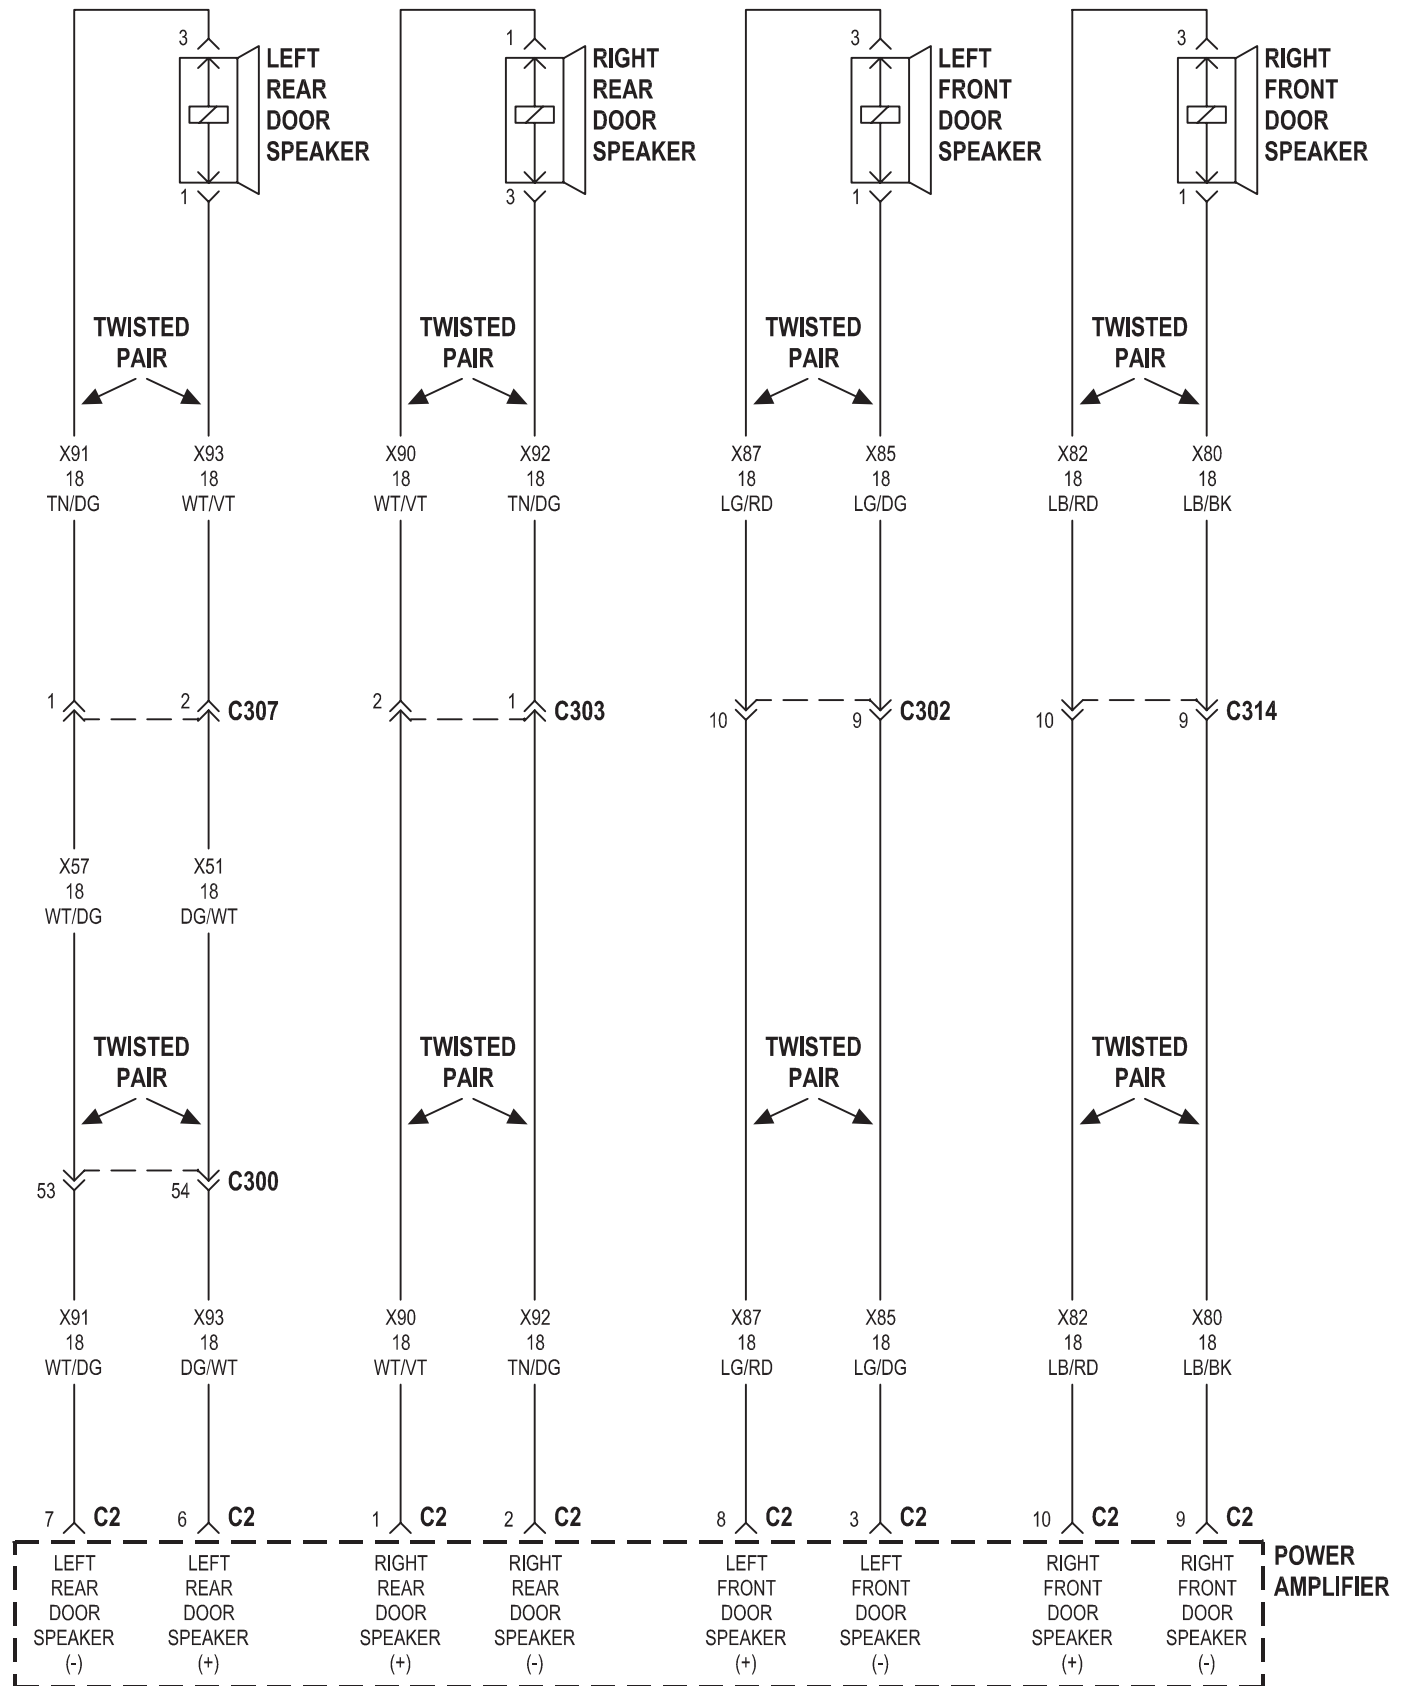 3
LEFT
REAR
DOOR
SPEAKER
1
1
RIGHT
REAR
DOOR
SPEAKER
3
3
LEFT
FRONT
DOOR
SPEAKER
1
3
RIGHT
FRONT
DOOR
SPEAKER
1
TWISTED
PAIR
TWISTED
PAIR
TWISTED
PAIR
TWISTED
PAIR
X91
18
TN/DG
X93
18
WT/VT
X90
18
WT/VT
X92
18
TN/DG
X87
18
LG/RD
X85
18
LG/DG
X82
18
LB/RD
X80
18
LB/BK
1
2
C307
2
1
C303
10
9
C302
10
9
C314
X57
18
WT/DG
X51
18
DG/WT
TWISTED
PAIR
TWISTED
PAIR
TWISTED
PAIR
TWISTED
PAIR
53
54
C300
X91
18
WT/DG
X93
18
DG/WT
X90
18
WT/VT
X92
18
TN/DG
X87
18
LG/RD
X85
18
LG/DG
X82
18
LB/RD
X80
18
LB/BK
7 C2
6 C2
1 C2
2 C2
8 C2
3 C2
10 C2
9 C2
LEFT
REAR
DOOR
SPEAKER
(-)
LEFT
REAR
DOOR
SPEAKER
(+)
RIGHT
REAR
DOOR
SPEAKER
(+)
RIGHT
REAR
DOOR
SPEAKER
(-)
LEFT
FRONT
DOOR
SPEAKER
(+)
LEFT
FRONT
DOOR
SPEAKER
(-)
RIGHT
FRONT
DOOR
SPEAKER
(+)
RIGHT
FRONT
DOOR
SPEAKER
(-)
POWER
AMPLIFIER